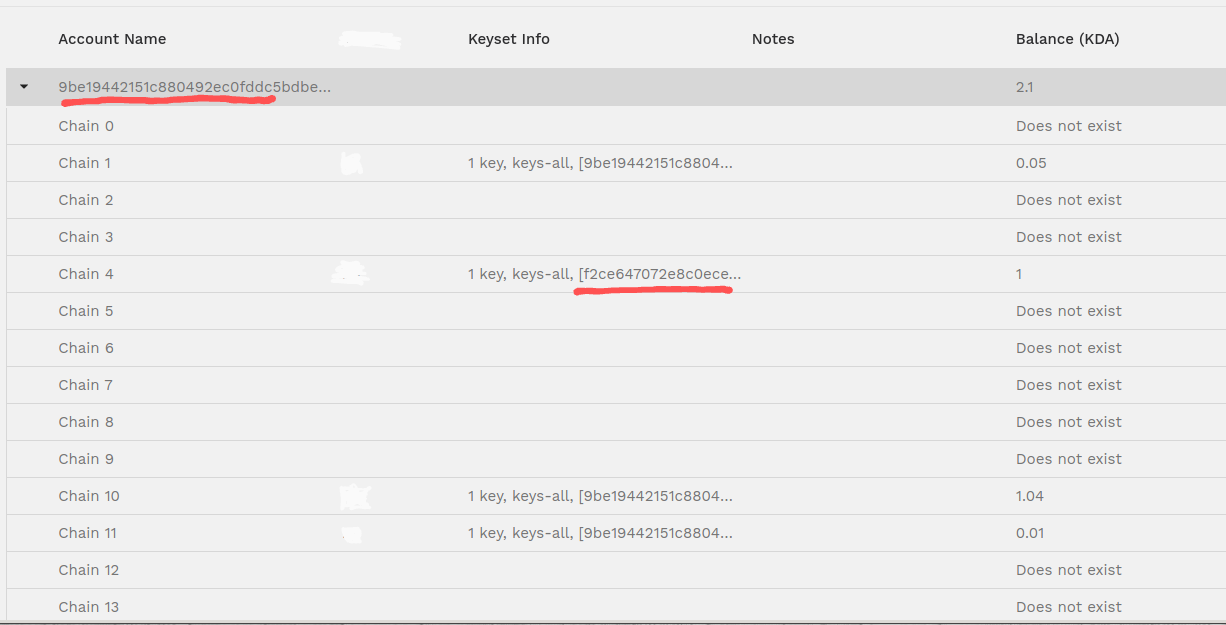 Account Name Keyset Info Notes Balance (KDA)
9be19442151c880492ec0fddc5bdbe... 2.1
Chain 0 Does not exist
Chain 1 1 key, keys-all, [9be19442151c8804... 0.05
Chain 2 Does not exist
Chain 3 Does not exist
Chain 4 1 key, keys-all, [f2ce647072e8c0ece... 1
Chain 5 Does not exist
Chain 6 Does not exist
Chain 7 Does not exist
Chain 8 Does not exist
Chain 9 Does not exist
Chain 10 1 key, keys-all, [9be19442151c8804... 1.04
Chain 11 1 key, keys-all, [9be19442151c8804... 0.01
Chain 12 Does not exist
Chain 13 Does not exist